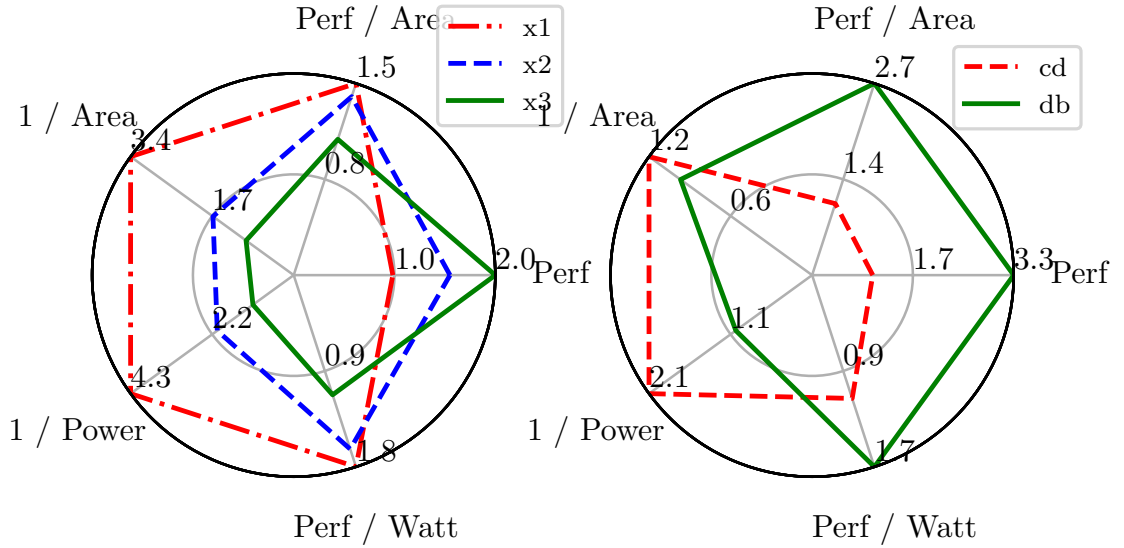 Perf / Area
x1
x2
x3
1.5
1 / Area
3.4
0.8
1.7
1.0
2.0
Perf
2.2
0.9
4.3
1 / Power
1.8
Perf / Watt
Perf / Area
cd
db
2.7
1 / Area
1.2
1.4
0.6
1.7
3.3
Perf
1.1
0.9
2.1
1 / Power
1.7
Perf / Watt